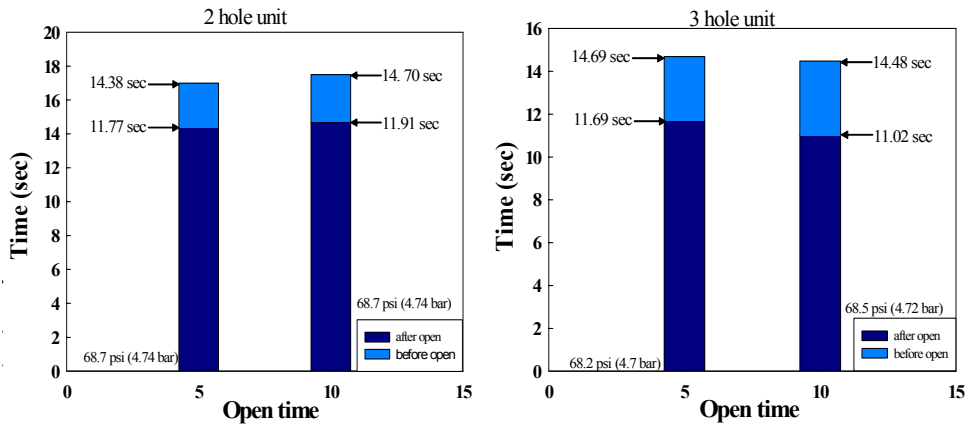 2 hole unit
20
18
16
14
12
10
8
6
4
2
0
Time (sec)
14.38 sec
11.77 sec
14. 70 sec
11.91 sec
68.7 psi (4.74 bar)
68.7 psi (4.74 bar)
after open
before open
0
5
10
15
Open time
3 hole unit
16
14
12
10
8
6
4
2
0
Time (sec)
14.69 sec
11.69 sec
14.48 sec
11.02 sec
68.5 psi (4.72 bar)
68.2 psi (4.7 bar)
after open
before open
0
5
10
15
Open time